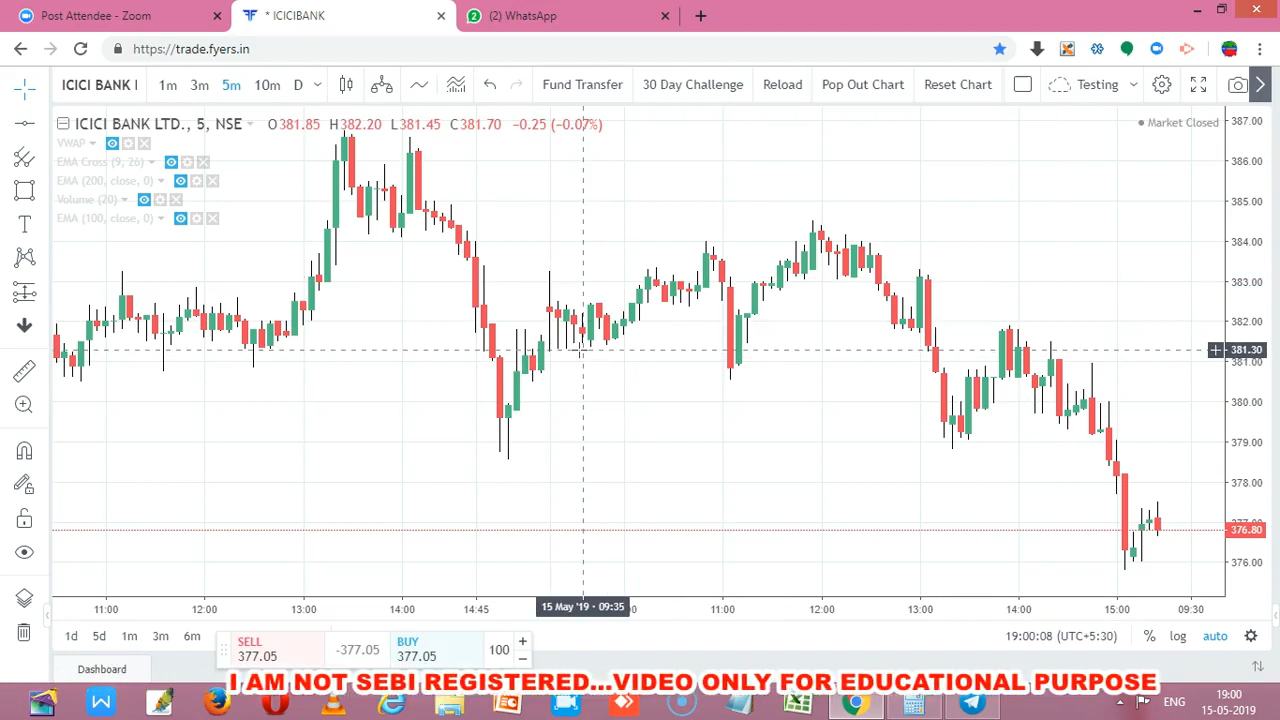 Post Attendee - Zoom
* ICICIBANK
(2) WhatsApp
https://trade.fyers.in
ICICI BANK I
1m 3m 5m 10m D
Fund Transfer
30 Day Challenge
Reload
Pop Out Chart
Reset Chart
Testing
ICICI BANK LTD., 5, NSE
O381.85 H382.20 L381.45 C381.70 −0.25 (−0.07%)
Market Closed
VWAP
EMA Cross (9, 26)
EMA (200, close, 0)
Volume (20)
EMA (100, close, 0)
387.00
386.00
385.00
384.00
383.00
382.00
381.30
381.00
380.00
379.00
378.00
377.00
376.80
376.00
11:00 12:00 13:00 14:00 14:45 15 May '19 - 09:35 11:00 12:00 13:00 14:00 15:00 09:30
1d 5d 1m 3m 6m
SELL
377.05
-377.05
BUY
377.05
100
19:00:08 (UTC+5:30)
% log auto
Dashboard
I AM NOT SEBI REGISTERED...VIDEO ONLY FOR EDUCATIONAL PURPOSE
ENG
19:00
15-05-2019